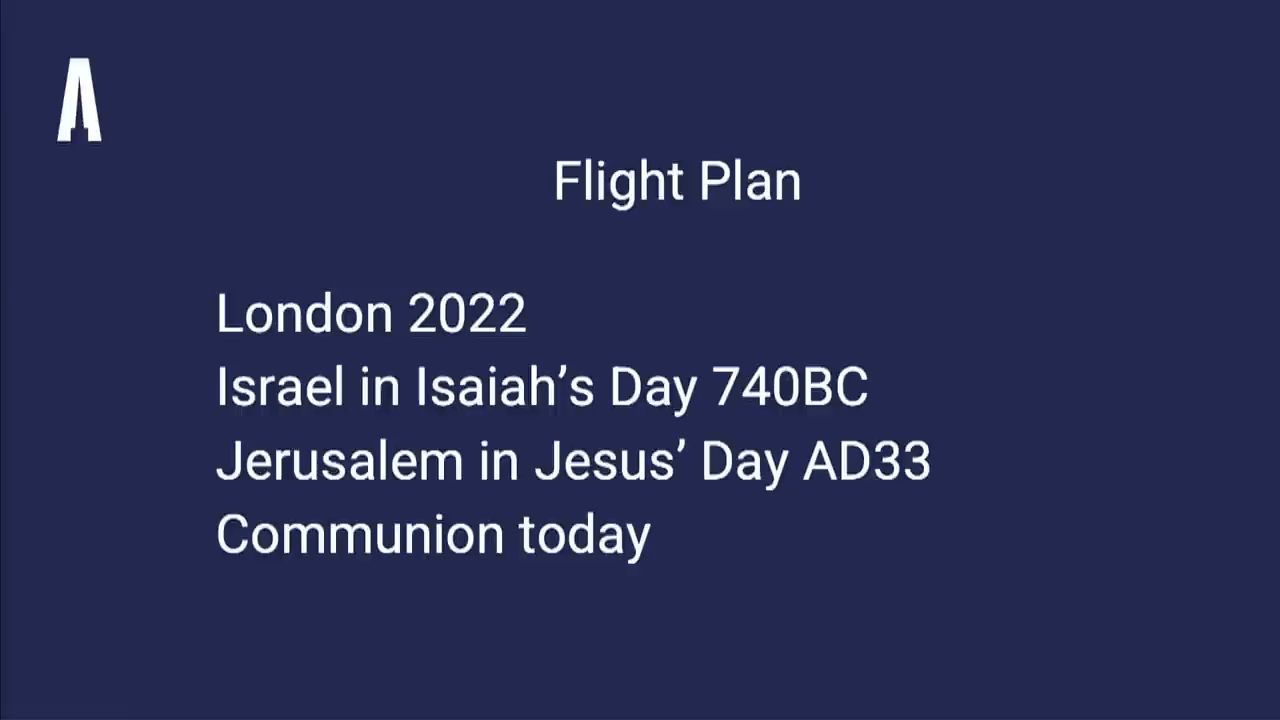 A
Flight Plan
London 2022
Israel in Isaiah’s Day 740BC
Jerusalem in Jesus’ Day AD33
Communion today